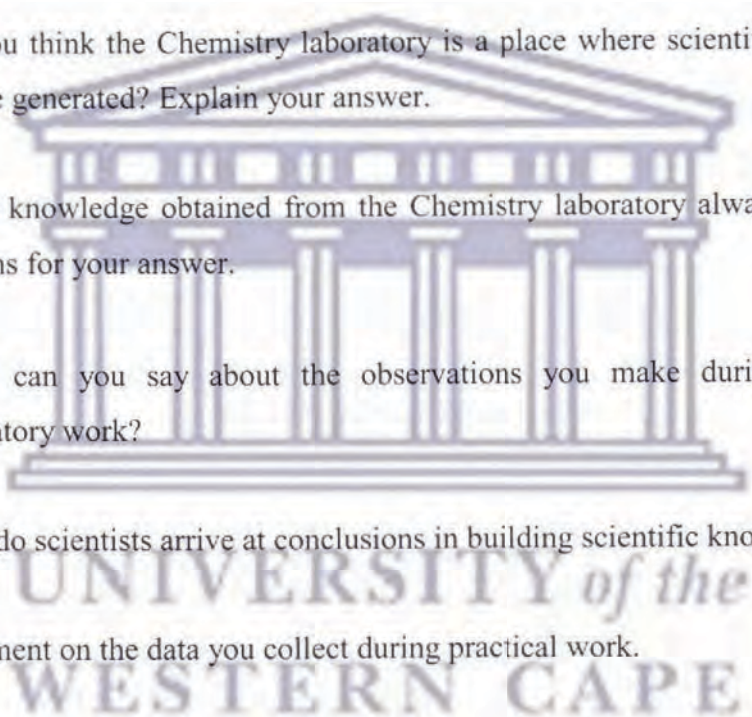 ou think the Chemistry laboratory is a place where scienti
generated? Explain your answer.
knowledge obtained from the Chemistry laboratory alwa
ns for your answer.
can you say about the observations you make duri
atory work?
do scientists arrive at conclusions in building scientific kno
UNIVERSITY of the
ment on the data you collect during practical work.
WESTERN CAPE